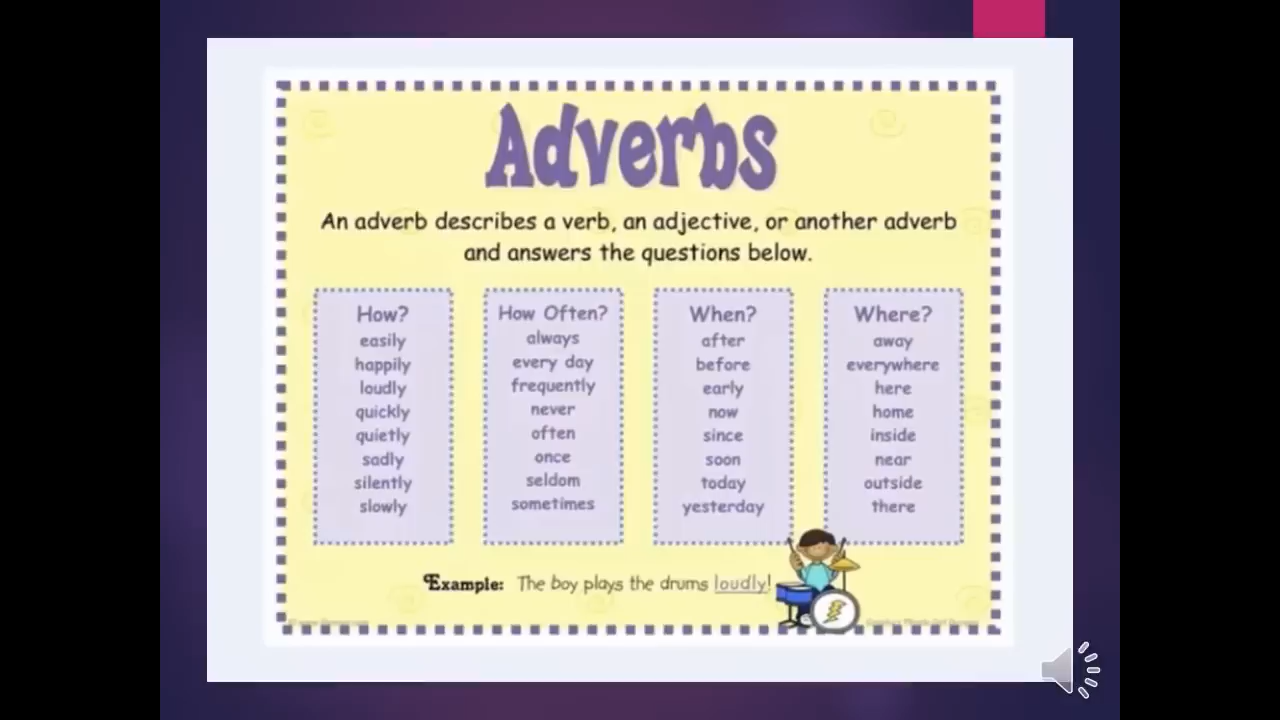 Adverbs
An adverb describes a verb, an adjective, or another adverb
and answers the questions below.
How?
easily
happily
loudly
quickly
quietly
sadly
silently
slowly
How Often?
always
every day
frequently
never
often
once
seldom
sometimes
When?
after
before
early
now
since
soon
today
yesterday
Where?
away
everywhere
here
home
inside
near
outside
there
Example: The boy plays the drums loudly!